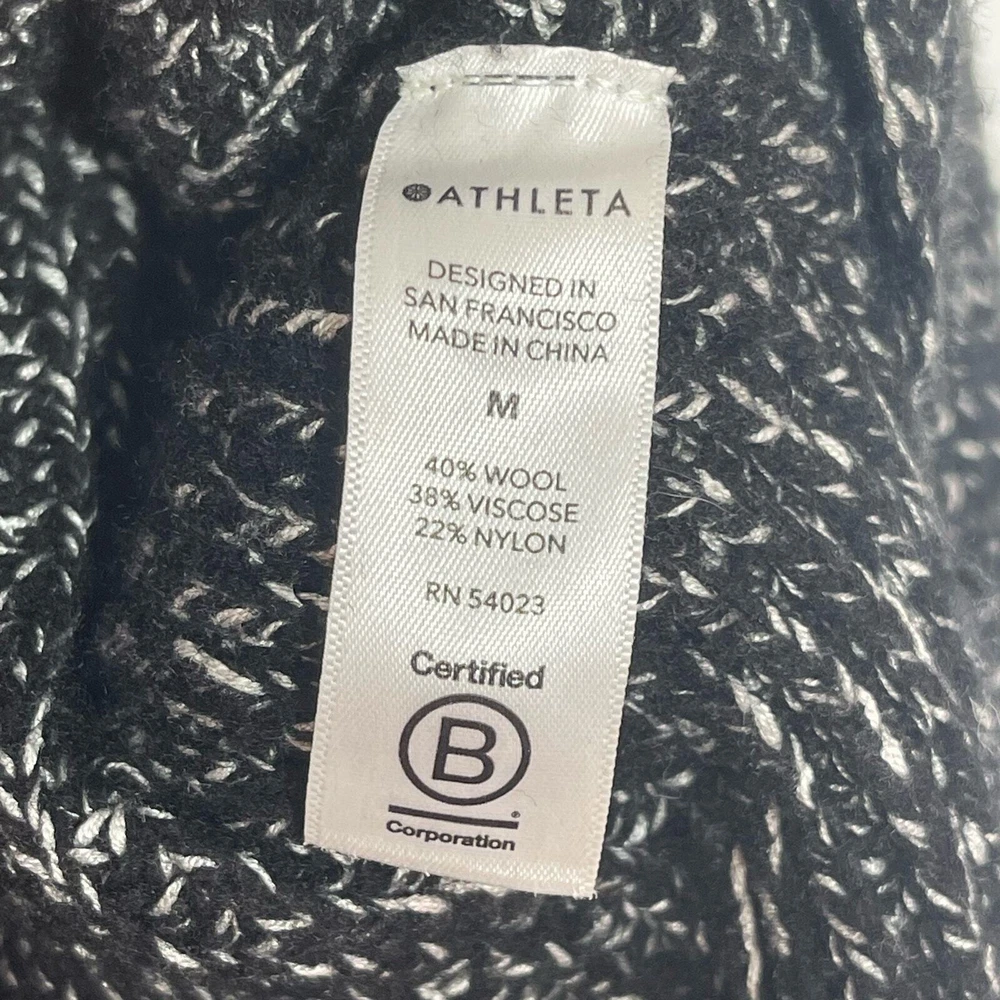 ATHLETA
DESIGNED IN
SAN FRANCISCO
MADE IN CHINA
M
40% WOOL
38% VISCOSE
22% NYLON
RN 54023
Certified
B
®
Corporation